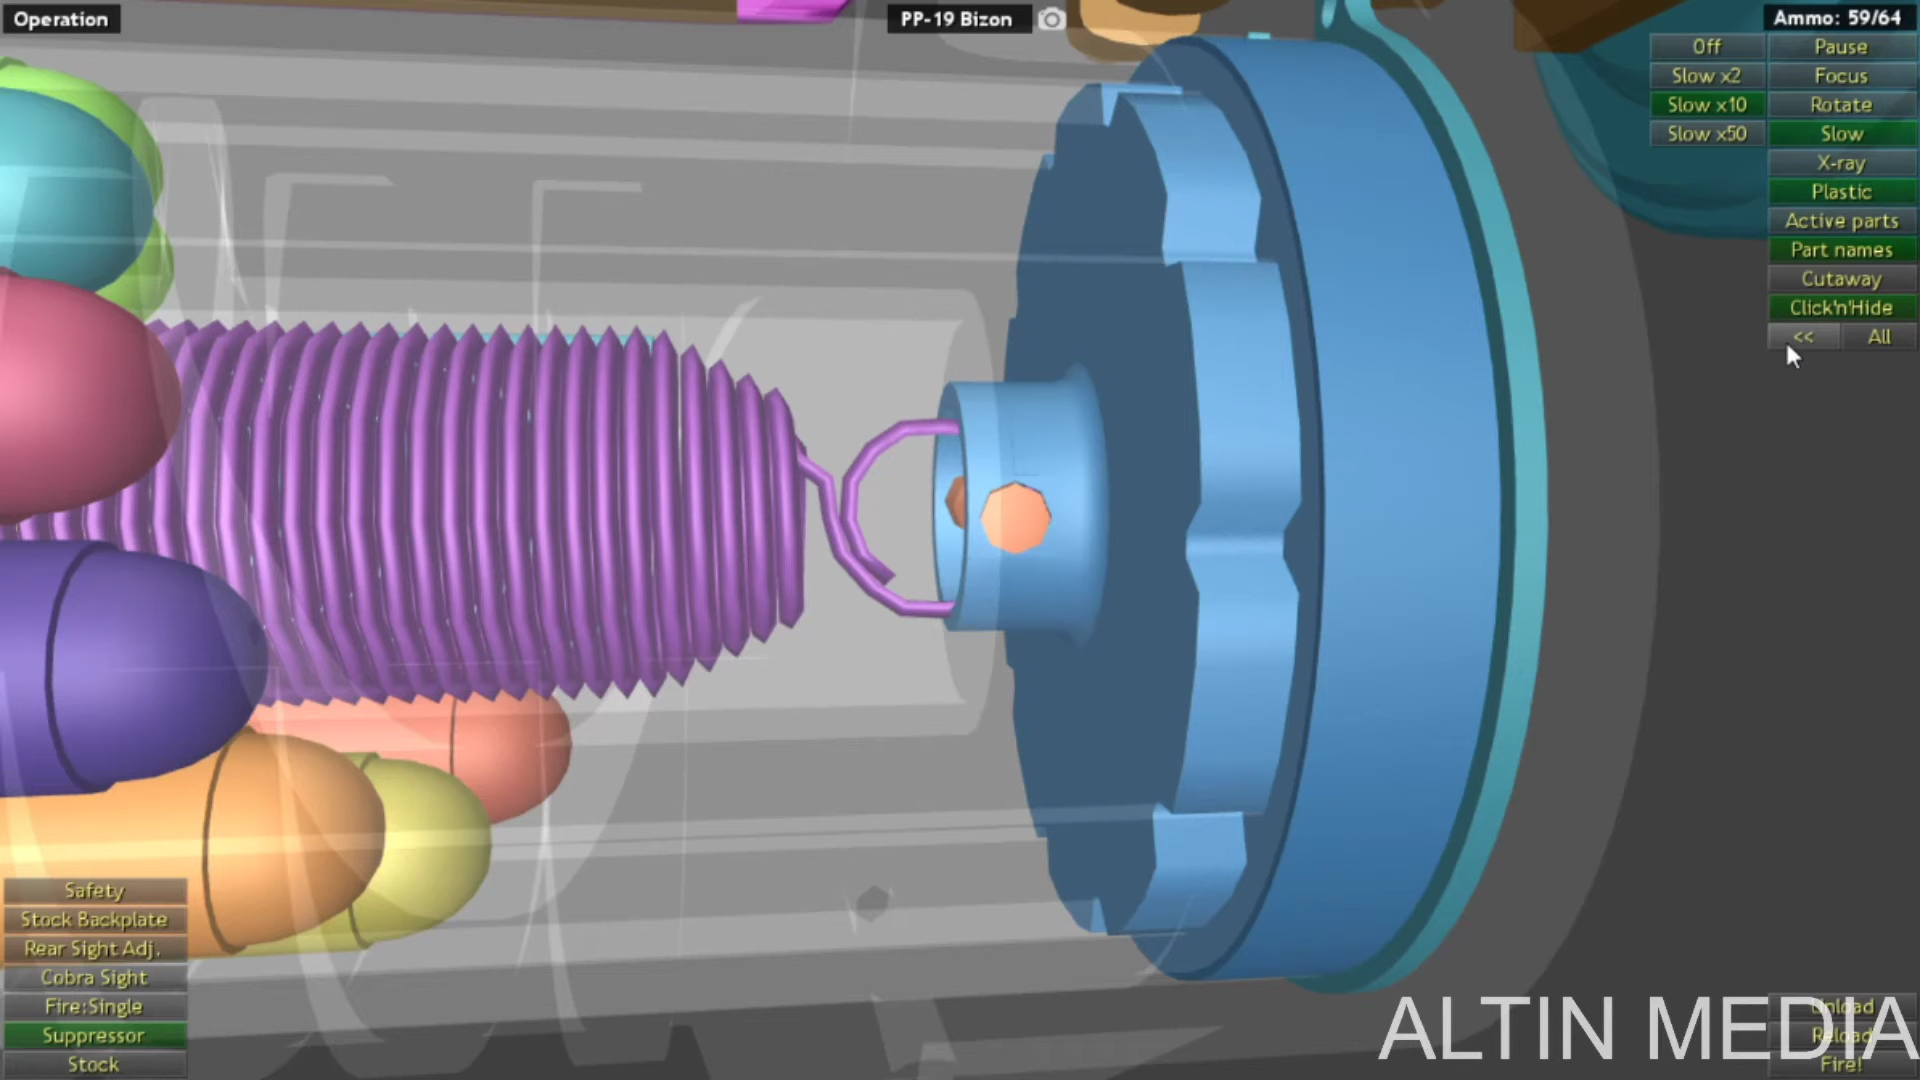 Operation
PP-19 Bizon
Ammo: 59/64
Off
Pause
Slow x2
Focus
Slow x10
Rotate
Slow x50
Slow
X-ray
Plastic
Active parts
Part names
Cutaway
Click'n'Hide
<<
All
Safety
Stock Backplate
Rear Sight Adj.
Cobra Sight
Fire:Single
Suppressor
Stock
Unload
Reload
Fire!
ALTIN MEDIA